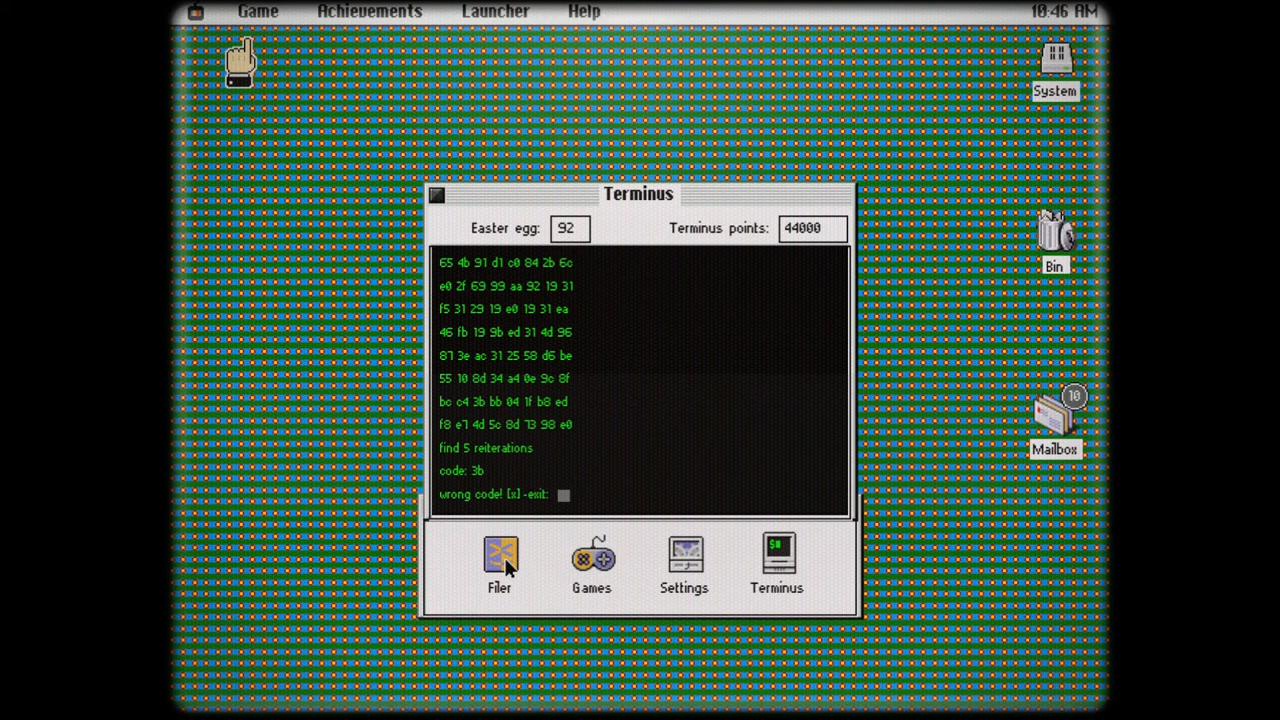 Game Achievements Launcher Help 10:46 AM
System
Terminus
Easter egg: 92 Terminus points: 44000
65 4b 91 d1 c0 84 2b 6c
e0 2f 69 99 aa 92 19 31
f5 31 29 19 e0 19 31 ea
46 fb 19 9b ed 31 4d 96
87 3e ac 31 25 58 d6 be
55 10 8d 34 a4 0e 9c 8f
bc c4 3b bb 04 1f b8 ed
f8 e7 4d 5c 8d 73 98 e0
find 5 reiterations
code: 3b
wrong code! [x] -exit:
Bin
10
Mailbox
$#
Filer Games Settings Terminus